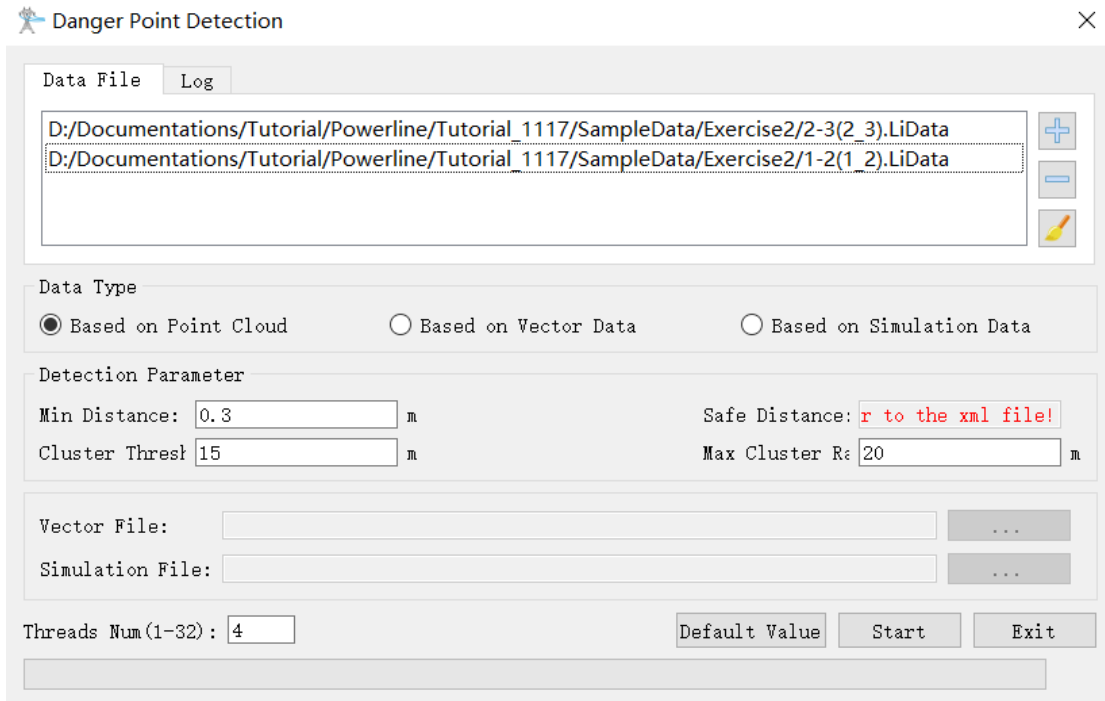 Danger Point Detection
Data File Log
D:/Documentations/Tutorial/Powerline/Tutorial_1117/SampleData/Exercise2/2-3(2_3).LiData
D:/Documentations/Tutorial/Powerline/Tutorial_1117/SampleData/Exercise2/1-2(1_2).LiData
Data Type
Based on Point Cloud Based on Vector Data Based on Simulation Data
Detection Parameter
Min Distance: 0.3 m Safe Distance: r to the xml file!
Cluster Thresh 15 m Max Cluster Ra 20 m
Vector File: ...
Simulation File: ...
Threads Num(1-32): 4 Default Value Start Exit